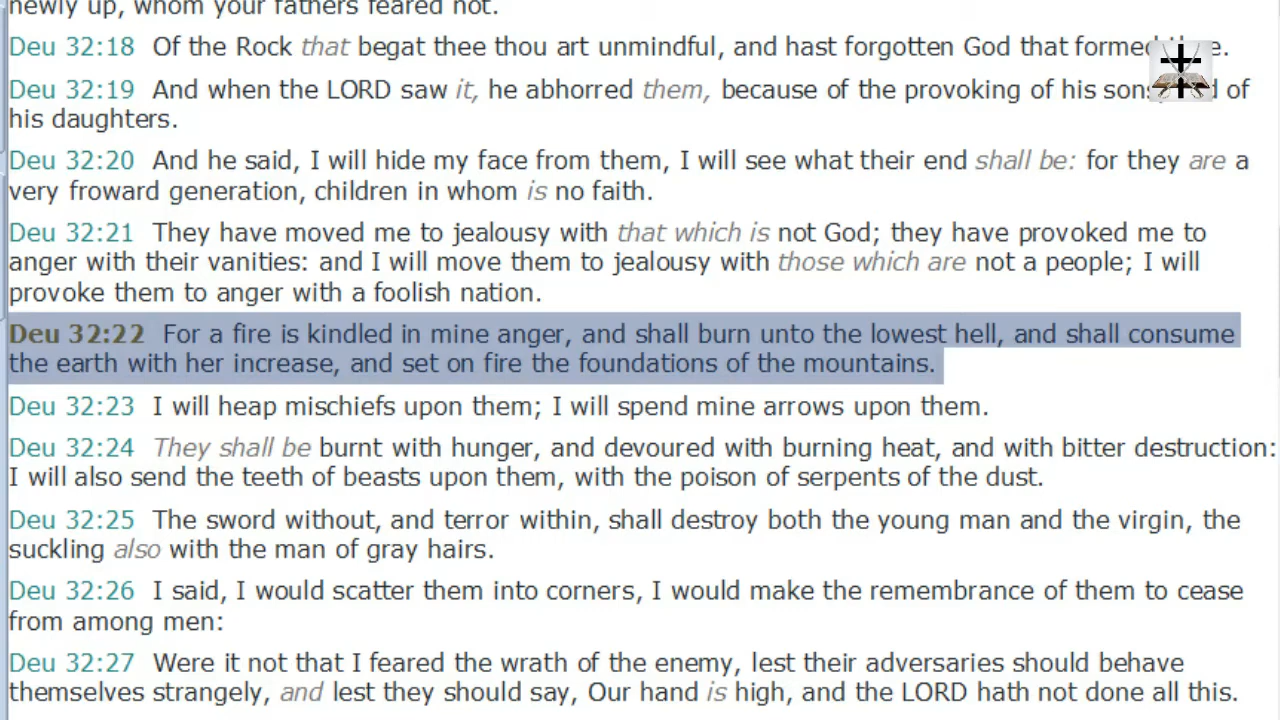 newly up, whom your fathers feared not.
Deu 32:18 Of the Rock that begat thee thou art unmindful, and hast forgotten God that formed thee.
Deu 32:19 And when the LORD saw it, he abhorred them, because of the provoking of his sons, of
his daughters.
Deu 32:20 And he said, I will hide my face from them, I will see what their end shall be: for they are a
very froward generation, children in whom is no faith.
Deu 32:21 They have moved me to jealousy with that which is not God; they have provoked me to
anger with their vanities: and I will move them to jealousy with those which are not a people; I will
provoke them to anger with a foolish nation.
Deu 32:22 For a fire is kindled in mine anger, and shall burn unto the lowest hell, and shall consume
the earth with her increase, and set on fire the foundations of the mountains.
Deu 32:23 I will heap mischiefs upon them; I will spend mine arrows upon them.
Deu 32:24 They shall be burnt with hunger, and devoured with burning heat, and with bitter destruction:
I will also send the teeth of beasts upon them, with the poison of serpents of the dust.
Deu 32:25 The sword without, and terror within, shall destroy both the young man and the virgin, the
suckling also with the man of gray hairs.
Deu 32:26 I said, I would scatter them into corners, I would make the remembrance of them to cease
from among men:
Deu 32:27 Were it not that I feared the wrath of the enemy, lest their adversaries should behave
themselves strangely, and lest they should say, Our hand is high, and the LORD hath not done all this.